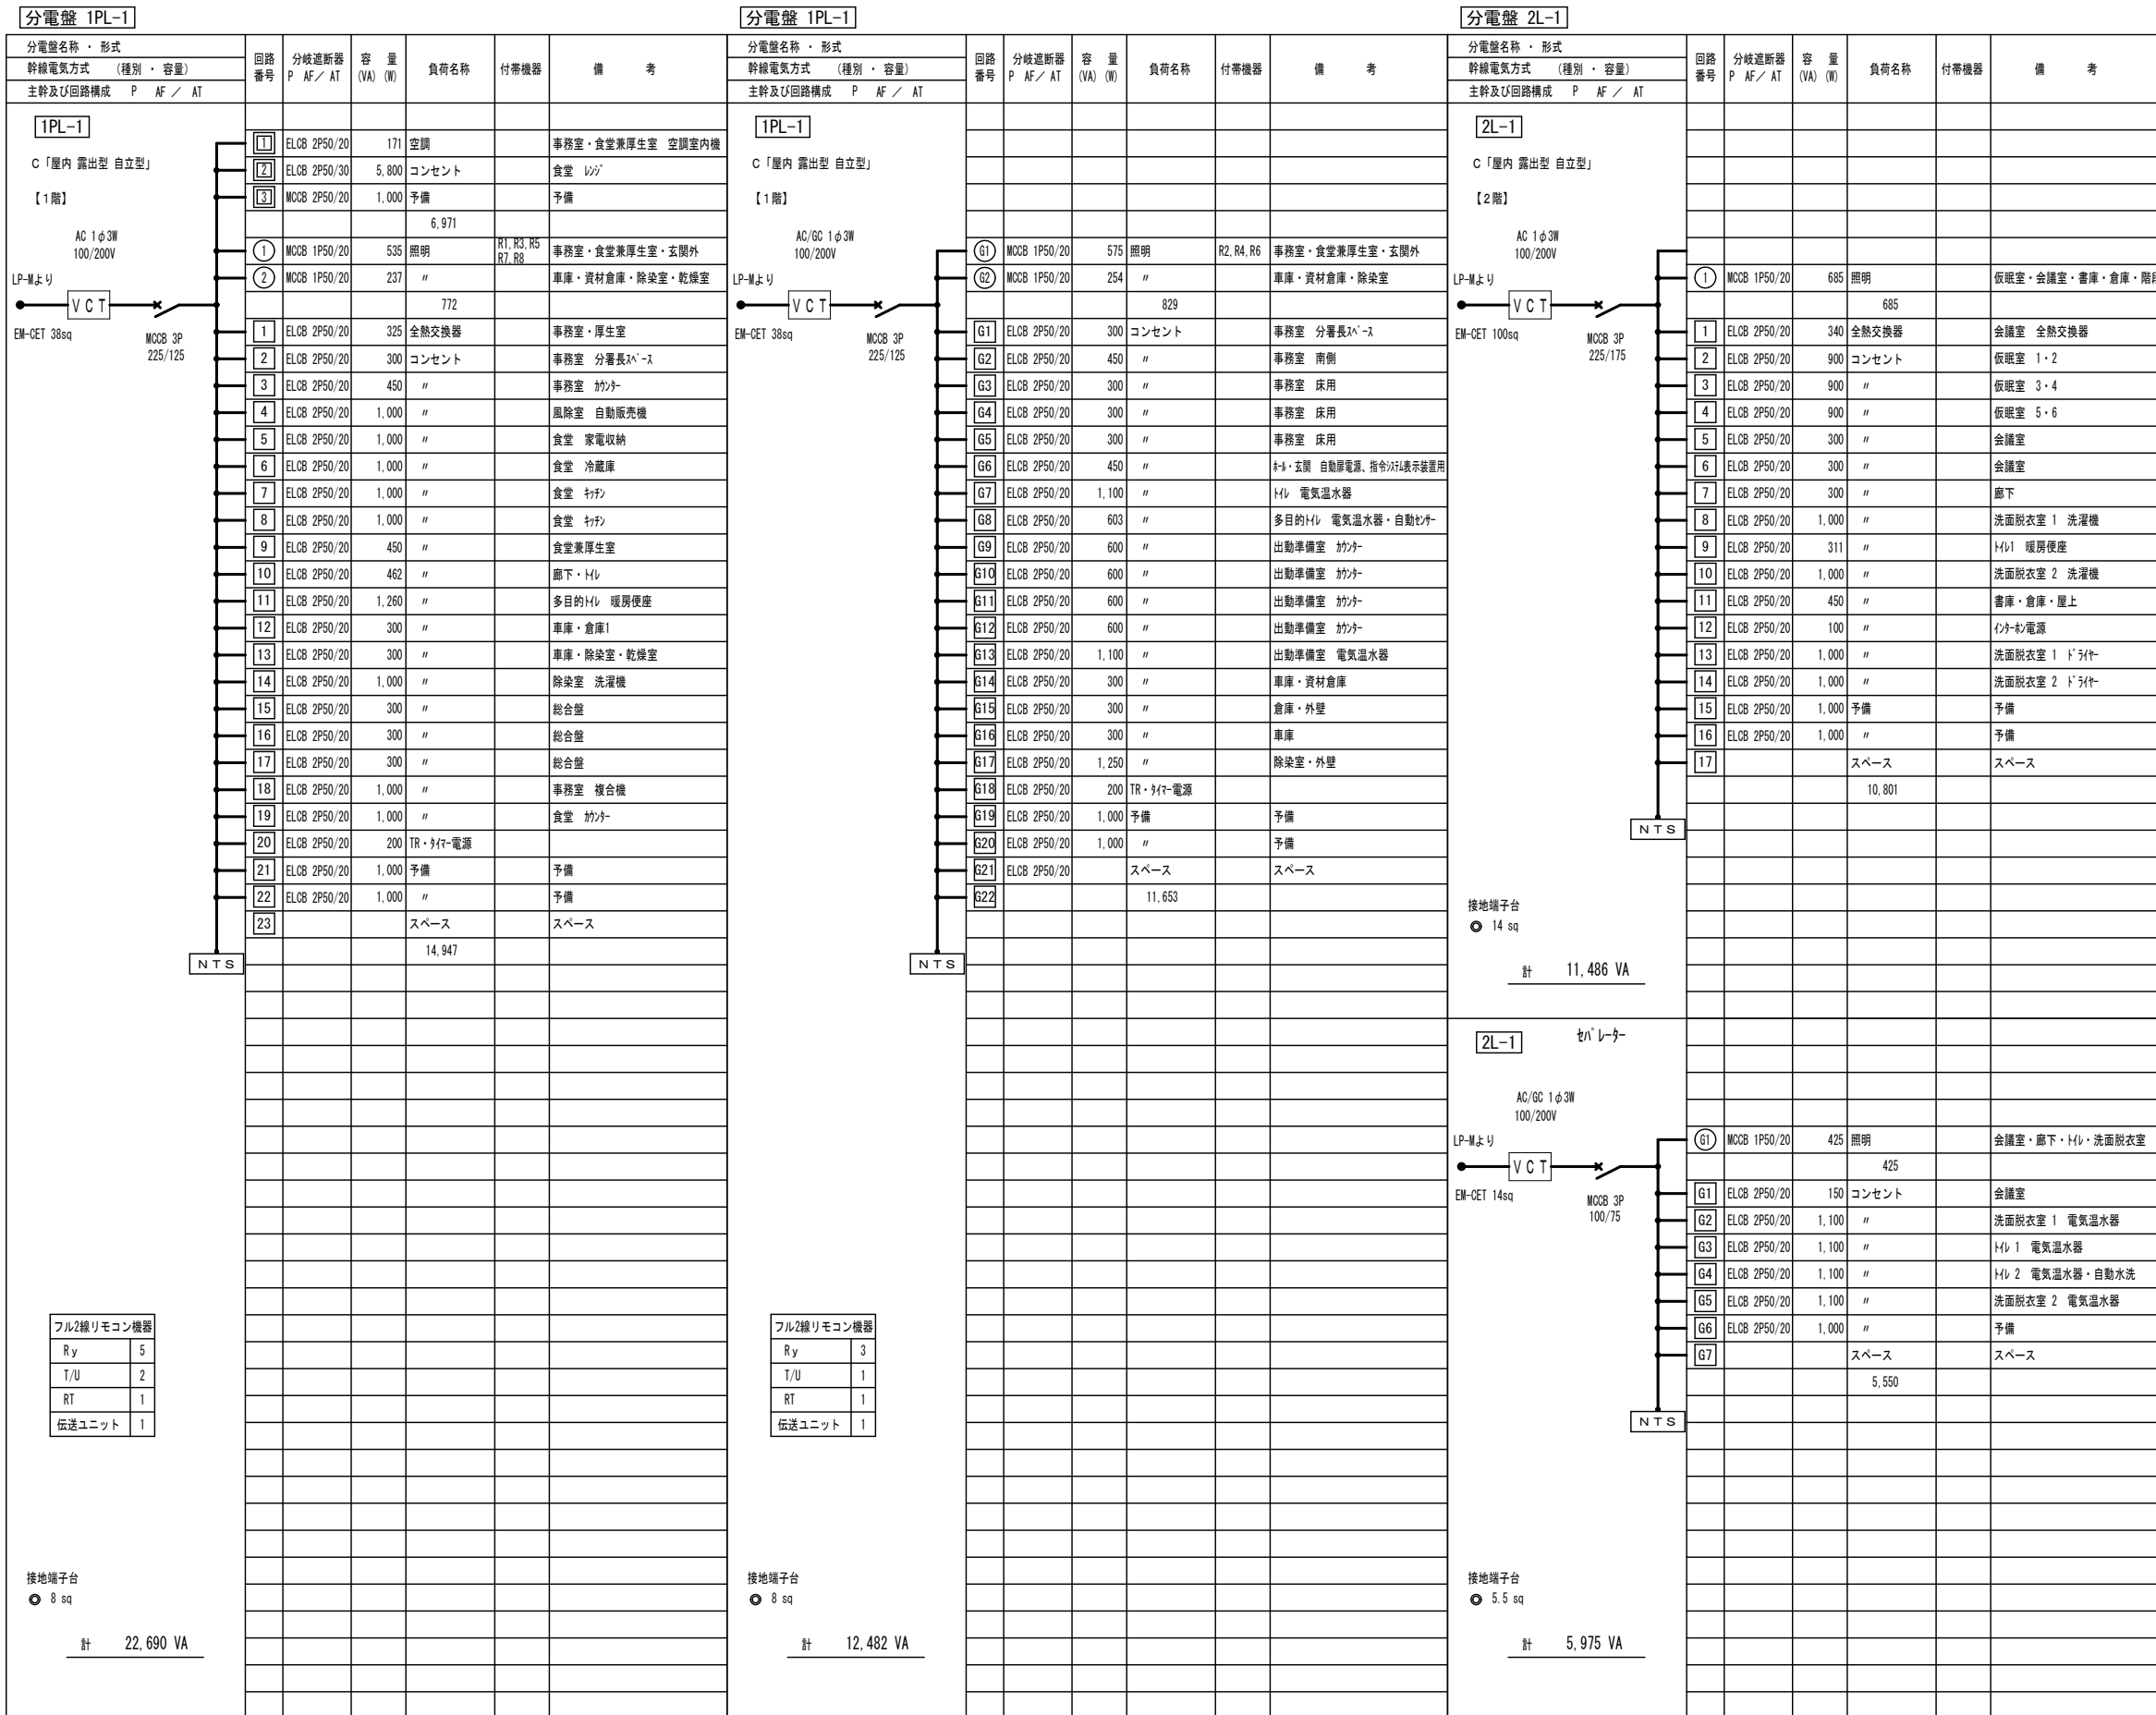 分電盤 1PL-1
分電盤名称 ・ 形式
幹線電気方式 (種別 ・ 容量)
主幹及び回路構成 P AF ／ AT
回路番号 分岐遮断器 P AF／ AT 容 量 (VA) (W) 負荷名称 付帯機器 備 考
1PL-1
C「屋内 露出型 自立型」
【1階】
AC 1φ3W
100/200V
LP-Mより
VCT
EM-CET 38sq
MCCB 3P
225/125
1 ELCB 2P50/20 171 空調 事務室・食堂兼厚生室 空調室内機
2 ELCB 2P50/30 5,800 コンセント 食堂 ﾚﾝｼﾞ
3 MCCB 2P50/20 1,000 予備 予備
6,971
1 MCCB 1P50/20 535 照明 R1,R3,R5 R7,R8 事務室・食堂兼厚生室・玄関外
2 MCCB 1P50/20 237 〃 車庫・資材倉庫・除染室・乾燥室
772
1 ELCB 2P50/20 325 全熱交換器 事務室・厚生室
2 ELCB 2P50/20 300 コンセント 事務室 分署長ｽﾍﾟｰｽ
3 ELCB 2P50/20 450 〃 事務室 ｶｳﾝﾀｰ
4 ELCB 2P50/20 1,000 〃 風除室 自動販売機
5 ELCB 2P50/20 1,000 〃 食堂 家電収納
6 ELCB 2P50/20 1,000 〃 食堂 冷蔵庫
7 ELCB 2P50/20 1,000 〃 食堂 ｷｯﾁﾝ
8 ELCB 2P50/20 1,000 〃 食堂 ｷｯﾁﾝ
9 ELCB 2P50/20 450 〃 食堂兼厚生室
10 ELCB 2P50/20 462 〃 廊下・ﾄｲﾚ
11 ELCB 2P50/20 1,260 〃 多目的ﾄｲﾚ 暖房便座
12 ELCB 2P50/20 300 〃 車庫・倉庫1
13 ELCB 2P50/20 300 〃 車庫・除染室・乾燥室
14 ELCB 2P50/20 1,000 〃 除染室 洗濯機
15 ELCB 2P50/20 300 〃 総合盤
16 ELCB 2P50/20 300 〃 総合盤
17 ELCB 2P50/20 300 〃 総合盤
18 ELCB 2P50/20 1,000 〃 事務室 複合機
19 ELCB 2P50/20 1,000 〃 食堂 ｶｳﾝﾀｰ
20 ELCB 2P50/20 200 TR・ﾀｲﾏｰ電源
21 ELCB 2P50/20 1,000 予備 予備
22 ELCB 2P50/20 1,000 〃 予備
23 スペース スペース
14,947
NTS
フル2線リモコン機器
Ry 5
T/U 2
RT 1
伝送ユニット 1
接地端子台
◎ 8 sq
計 22,690 VA
分電盤 1PL-1
分電盤名称 ・ 形式
幹線電気方式 (種別 ・ 容量)
主幹及び回路構成 P AF ／ AT
回路番号 分岐遮断器 P AF／ AT 容 量 (VA) (W) 負荷名称 付帯機器 備 考
1PL-1
C「屋内 露出型 自立型」
【1階】
AC/GC 1φ3W
100/200V
LP-Mより
VCT
EM-CET 38sq
MCCB 3P
225/125
G1 MCCB 1P50/20 575 照明 R2,R4,R6 事務室・食堂兼厚生室・玄関外
G2 MCCB 1P50/20 254 〃 車庫・資材倉庫・除染室
829
G1 ELCB 2P50/20 300 コンセント 事務室 分署長ｽﾍﾟｰｽ
G2 ELCB 2P50/20 450 〃 事務室 南側
G3 ELCB 2P50/20 300 〃 事務室 床用
G4 ELCB 2P50/20 300 〃 事務室 床用
G5 ELCB 2P50/20 300 〃 事務室 床用
G6 ELCB 2P50/20 450 〃 ﾎｰﾙ・玄関 自動扉電源、指令ｼｽﾃﾑ表示装置用
G7 ELCB 2P50/20 1,100 〃 ﾄｲﾚ 電気温水器
G8 ELCB 2P50/20 603 〃 多目的ﾄｲﾚ 電気温水器・自動ｾﾝｻｰ
G9 ELCB 2P50/20 600 〃 出動準備室 ｶｳﾝﾀｰ
G10 ELCB 2P50/20 600 〃 出動準備室 ｶｳﾝﾀｰ
G11 ELCB 2P50/20 600 〃 出動準備室 ｶｳﾝﾀｰ
G12 ELCB 2P50/20 600 〃 出動準備室 ｶｳﾝﾀｰ
G13 ELCB 2P50/20 1,100 〃 出動準備室 電気温水器
G14 ELCB 2P50/20 300 〃 車庫・資材倉庫
G15 ELCB 2P50/20 300 〃 倉庫・外壁
G16 ELCB 2P50/20 300 〃 車庫
G17 ELCB 2P50/20 1,250 〃 除染室・外壁
G18 ELCB 2P50/20 200 TR・ﾀｲﾏｰ電源
G19 ELCB 2P50/20 1,000 予備 予備
G20 ELCB 2P50/20 1,000 〃 予備
G21 ELCB 2P50/20 スペース スペース
G22 11,653
NTS
フル2線リモコン機器
Ry 3
T/U 1
RT 1
伝送ユニット 1
接地端子台
◎ 8 sq
計 12,482 VA
分電盤 2L-1
分電盤名称 ・ 形式
幹線電気方式 (種別 ・ 容量)
主幹及び回路構成 P AF ／ AT
回路番号 分岐遮断器 P AF／ AT 容 量 (VA) (W) 負荷名称 付帯機器 備 考
2L-1
C「屋内 露出型 自立型」
【2階】
AC 1φ3W
100/200V
LP-Mより
VCT
EM-CET 100sq
MCCB 3P
225/175
1 MCCB 1P50/20 685 照明 仮眠室・会議室・書庫・倉庫・階段
685
1 ELCB 2P50/20 340 全熱交換器 会議室 全熱交換器
2 ELCB 2P50/20 900 コンセント 仮眠室 1・2
3 ELCB 2P50/20 900 〃 仮眠室 3・4
4 ELCB 2P50/20 900 〃 仮眠室 5・6
5 ELCB 2P50/20 300 〃 会議室
6 ELCB 2P50/20 300 〃 会議室
7 ELCB 2P50/20 300 〃 廊下
8 ELCB 2P50/20 1,000 〃 洗面脱衣室 1 洗濯機
9 ELCB 2P50/20 311 〃 ﾄｲﾚ1 暖房便座
10 ELCB 2P50/20 1,000 〃 洗面脱衣室 2 洗濯機
11 ELCB 2P50/20 450 〃 書庫・倉庫・屋上
12 ELCB 2P50/20 100 〃 ｲﾝﾀｰﾎﾝ電源
13 ELCB 2P50/20 1,000 〃 洗面脱衣室 1 ﾄﾞﾗｲﾔｰ
14 ELCB 2P50/20 1,000 〃 洗面脱衣室 2 ﾄﾞﾗｲﾔｰ
15 ELCB 2P50/20 1,000 予備 予備
16 ELCB 2P50/20 1,000 〃 予備
17 スペース スペース
10,801
NTS
接地端子台
◎ 14 sq
計 11,486 VA
2L-1 ｾﾊﾟﾚｰﾀｰ
AC/GC 1φ3W
100/200V
LP-Mより
VCT
EM-CET 14sq
MCCB 3P
100/75
G1 MCCB 1P50/20 425 照明 会議室・廊下・ﾄｲﾚ・洗面脱衣室
425
G1 ELCB 2P50/20 150 コンセント 会議室
G2 ELCB 2P50/20 1,100 〃 洗面脱衣室 1 電気温水器
G3 ELCB 2P50/20 1,100 〃 ﾄｲﾚ 1 電気温水器
G4 ELCB 2P50/20 1,100 〃 ﾄｲﾚ 2 電気温水器・自動水洗
G5 ELCB 2P50/20 1,100 〃 洗面脱衣室 2 電気温水器
G6 ELCB 2P50/20 1,000 〃 予備
G7 スペース スペース
5,550
NTS
接地端子台
◎ 5.5 sq
計 5,975 VA